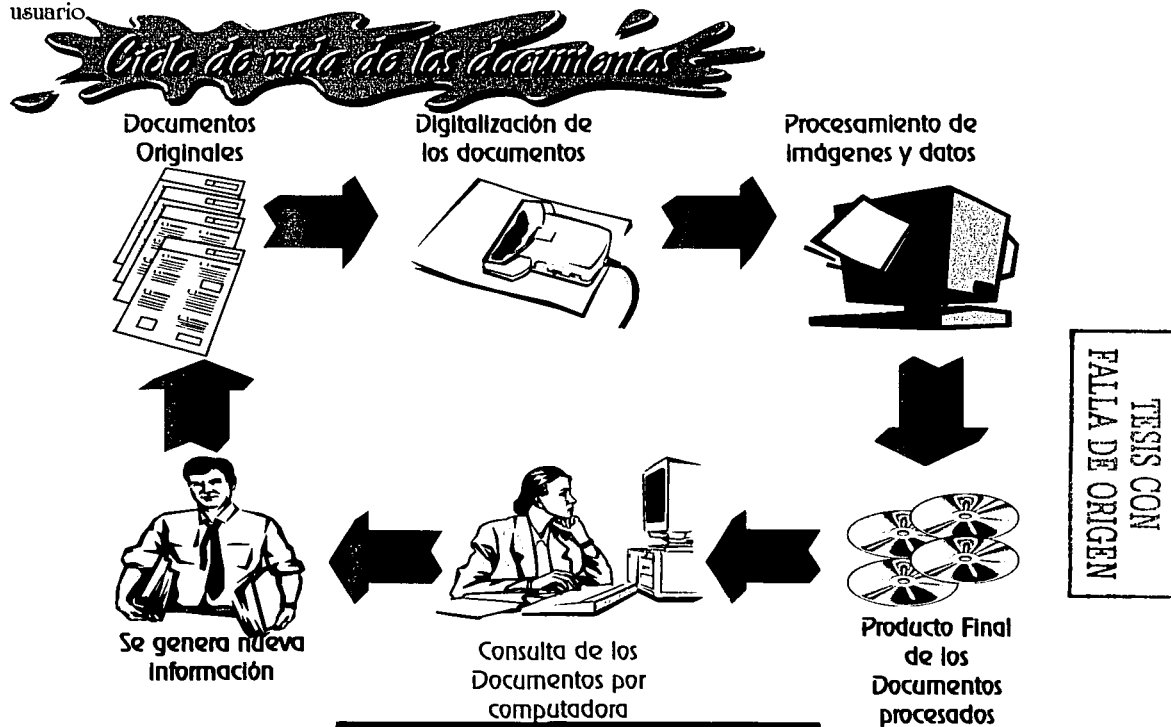 usuario
Ciclo de vida de los documentos
Documentos
Originales
Digitalización de
los documentos
Procesamiento de
imágenes y datos
TESIS CON
FALLA DE ORIGEN
Se genera nueva
información
Consulta de los
Documentos por
computadora
Producto Final
de los
Documentos
procesados